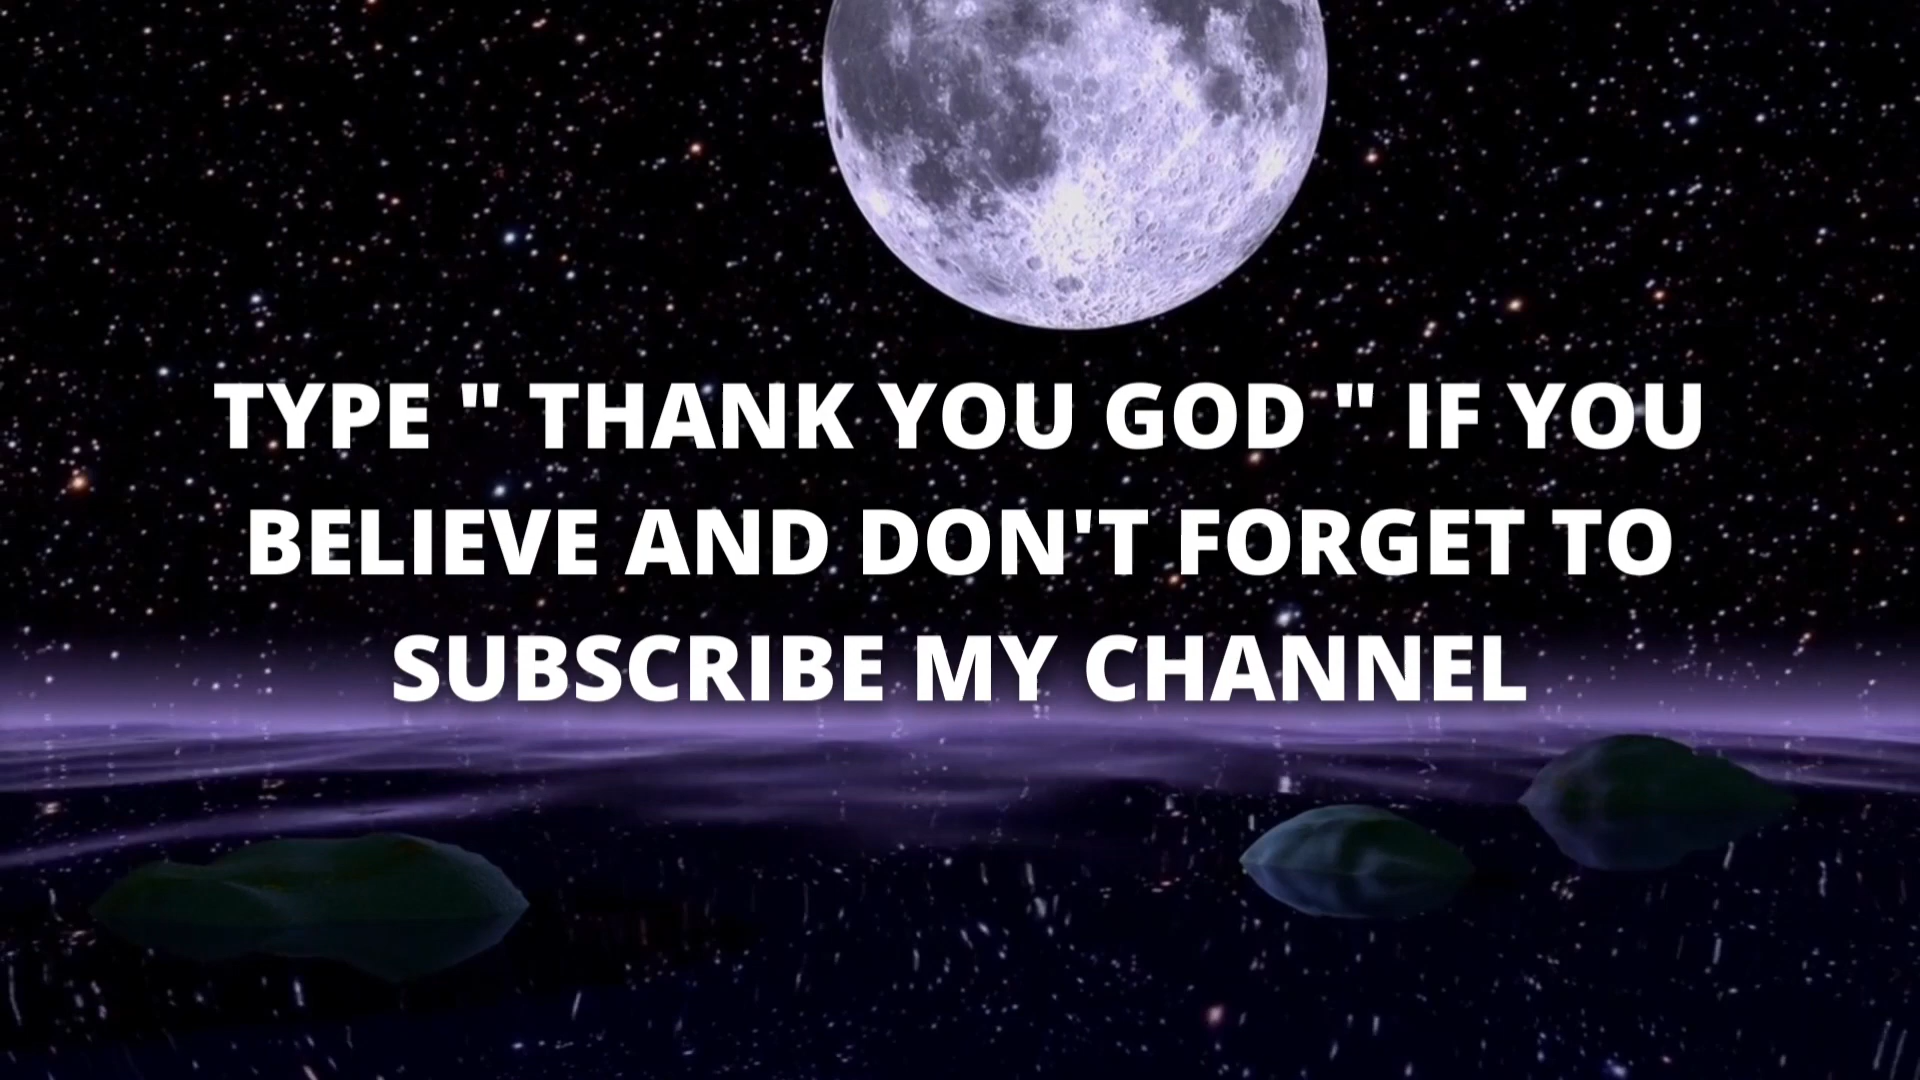 TYPE " THANK YOU GOD " IF YOU
BELIEVE AND DON'T FORGET TO
SUBSCRIBE MY CHANNEL